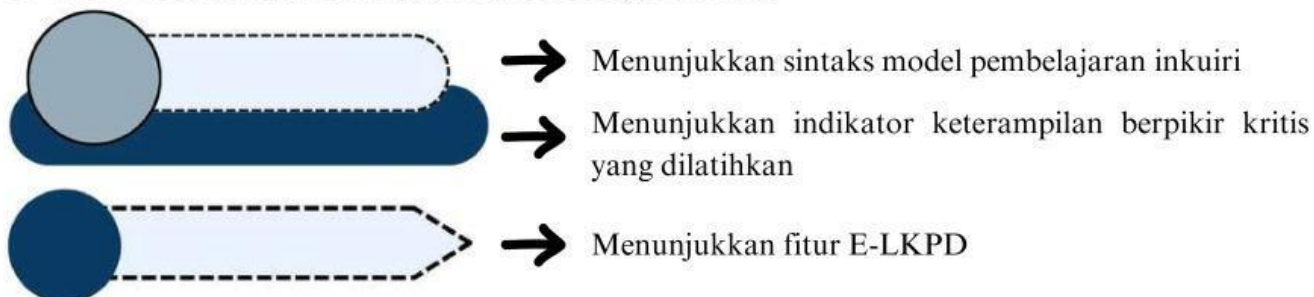 Menunjukkan sintaks model pembelajaran inkuiri
Menunjukkan indikator keterampilan berpikir kritis
yang dilatihkan
Menunjukkan fitur E-LKPD